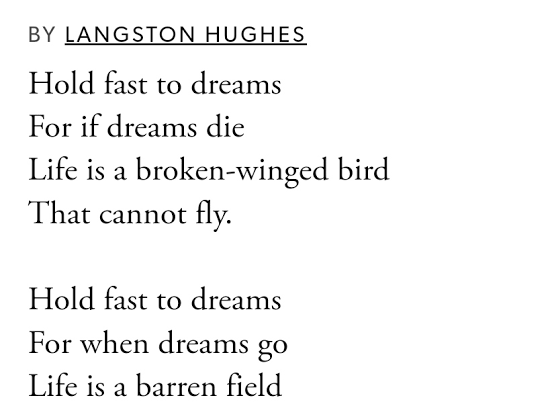 BY LANGSTON HUGHES
Hold fast to dreams
For if dreams die
Life is a broken-winged bird
That cannot fly.
Hold fast to dreams
For when dreams go
Life is a barren field